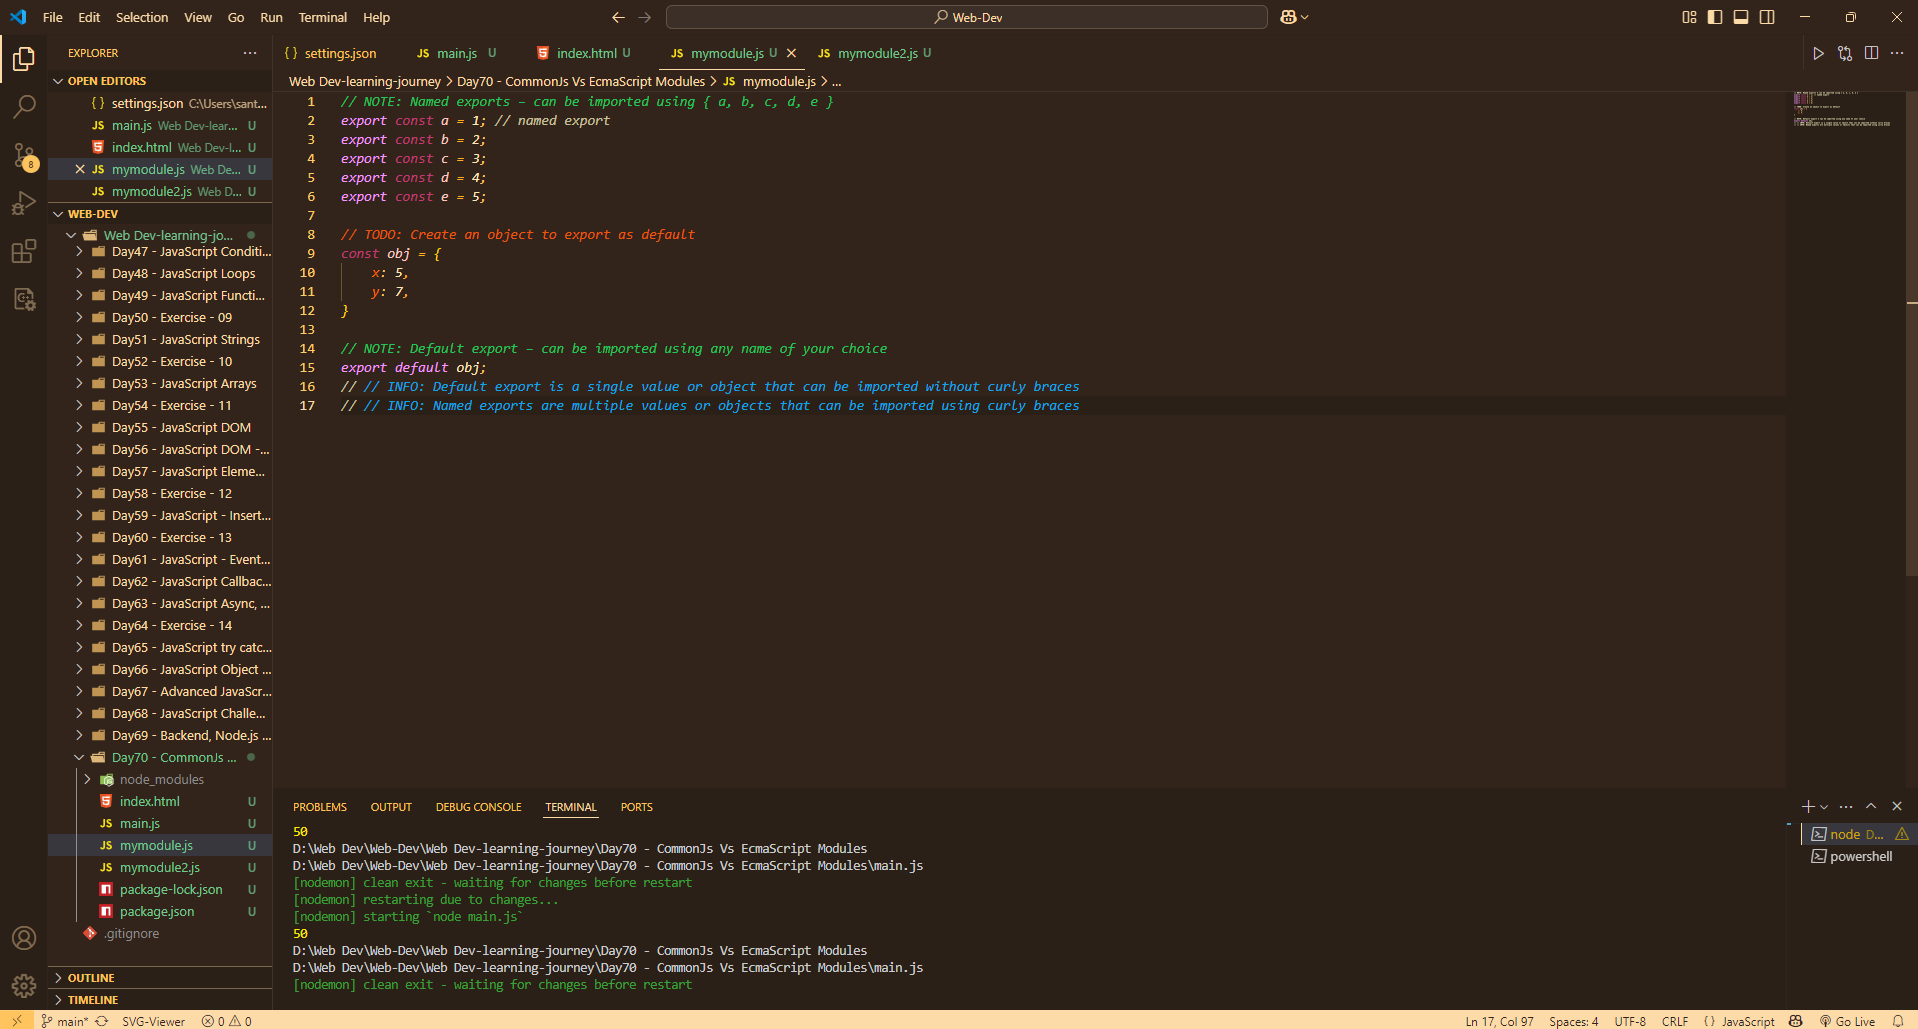 File Edit Selection View Go Run Terminal Help
Web-Dev
EXPLORER
OPEN EDITORS
settings.json C:\Users\sant...
main.js Web Dev-lear... U
index.html Web Dev-l... U
mymodule.js Web De... U
mymodule2.js Web D... U
8
WEB-DEV
Web Dev-learning-jo...
Day47 - JavaScript Conditi...
Day48 - JavaScript Loops
Day49 - JavaScript Functi...
Day50 - Exercise - 09
Day51 - JavaScript Strings
Day52 - Exercise - 10
Day53 - JavaScript Arrays
Day54 - Exercise - 11
Day55 - JavaScript DOM
Day56 - JavaScript DOM -...
Day57 - JavaScript Eleme...
Day58 - Exercise - 12
Day59 - JavaScript - Insert...
Day60 - Exercise - 13
Day61 - JavaScript - Event...
Day62 - JavaScript Callbac...
Day63 - JavaScript Async, ...
Day64 - Exercise - 14
Day65 - JavaScript try catc...
Day66 - JavaScript Object ...
Day67 - Advanced JavaScr...
Day68 - JavaScript Challe...
Day69 - Backend, Node.js ...
Day70 - CommonJs ...
node_modules
index.html U
main.js U
mymodule.js U
mymodule2.js U
package-lock.json U
package.json U
.gitignore
OUTLINE
TIMELINE
{ } settings.json JS main.js U index.html U JS mymodule.js U JS mymodule2.js U
Web Dev-learning-journey > Day70 - CommonJs Vs EcmaScript Modules > JS mymodule.js > ...
1 // NOTE: Named exports – can be imported using { a, b, c, d, e }
2 export const a = 1; // named export
3 export const b = 2;
4 export const c = 3;
5 export const d = 4;
6 export const e = 5;
7
8 // TODO: Create an object to export as default
9 const obj = {
10 x: 5,
11 y: 7,
12 }
13
14 // NOTE: Default export – can be imported using any name of your choice
15 export default obj;
16 // // INFO: Default export is a single value or object that can be imported without curly braces
17 // // INFO: Named exports are multiple values or objects that can be imported using curly braces
PROBLEMS OUTPUT DEBUG CONSOLE TERMINAL PORTS
50
D:\Web Dev\Web-Dev\Web Dev-learning-journey\Day70 - CommonJs Vs EcmaScript Modules
D:\Web Dev\Web-Dev\Web Dev-learning-journey\Day70 - CommonJs Vs EcmaScript Modules\main.js
[nodemon] clean exit - waiting for changes before restart
[nodemon] restarting due to changes...
[nodemon] starting `node main.js`
50
D:\Web Dev\Web-Dev\Web Dev-learning-journey\Day70 - CommonJs Vs EcmaScript Modules
D:\Web Dev\Web-Dev\Web Dev-learning-journey\Day70 - CommonJs Vs EcmaScript Modules\main.js
[nodemon] clean exit - waiting for changes before restart
node D...
powershell
main* SVG-Viewer 0 0
Ln 17, Col 97 Spaces: 4 UTF-8 CRLF { } JavaScript Go Live